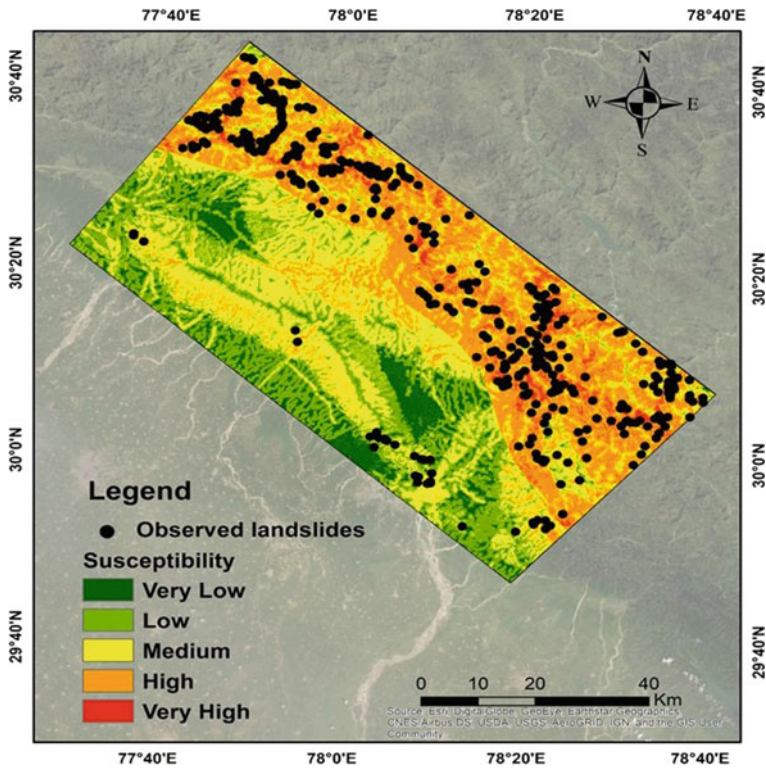 77°40'E 78°0'E 78°20'E 78°40'E
30°40'N
30°20'N
30°0'N
29°40'N
30°40'N
30°20'N
30°0'N
29°40'N
N
W E
S
Legend
Observed landslides
Susceptibility
Very Low
Low
Medium
High
Very High
0 10 20 40
Km
Source: Esri, DigitalGlobe, GeoEye, Earthstar Geographics,
CNES/Airbus DS, USDA, USGS, AeroGRID, IGN, and the GIS User
Community
77°40'E 78°0'E 78°20'E 78°40'E